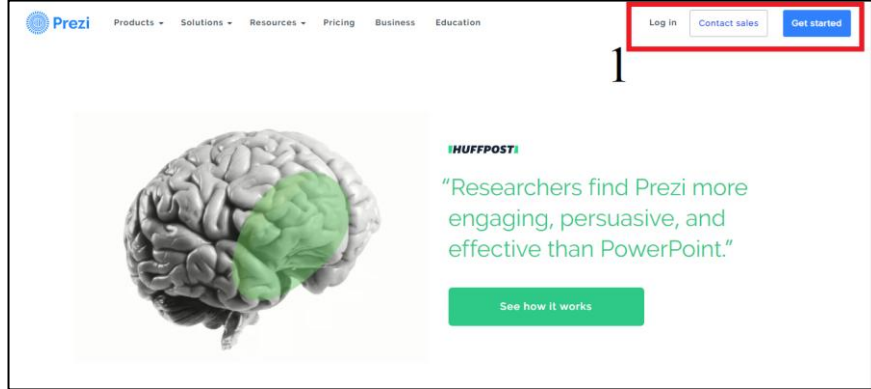 Prezi Products Solutions Resources Pricing Business Education Log in Contact sales Get started
1
HUFFPOST
“Researchers find Prezi more
engaging, persuasive, and
effective than PowerPoint.”
See how it works